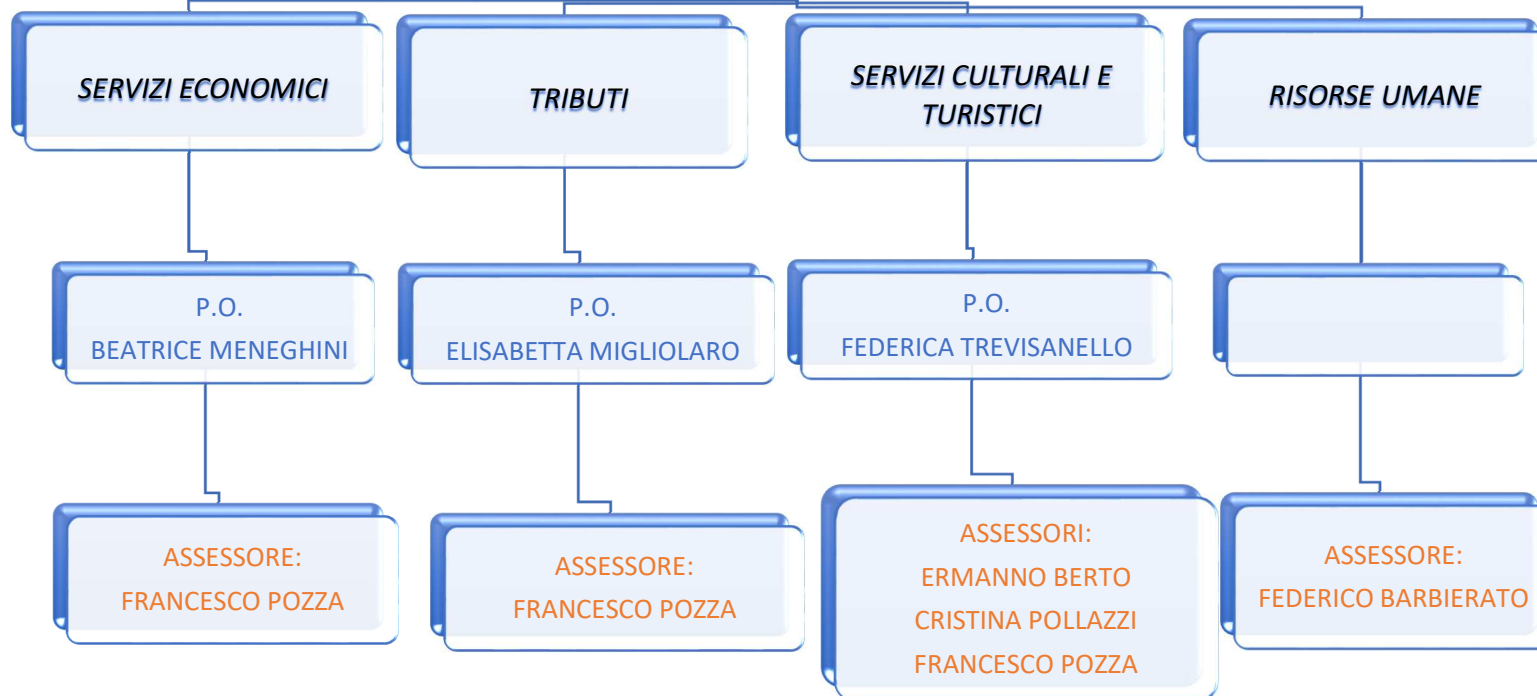 SERVIZI ECONOMICI
TRIBUTI
SERVIZI CULTURALI E
TURISTICI
RISORSE UMANE
P.O.
BEATRICE MENEGHINI
P.O.
ELISABETTA MIGLIOLARO
P.O.
FEDERICA TREVISANELLO
ASSESSORE:
FRANCESCO POZZA
ASSESSORE:
FRANCESCO POZZA
ASSESSORI:
ERMANNO BERTO
CRISTINA POLLAZZI
FRANCESCO POZZA
ASSESSORE:
FEDERICO BARBIERATO